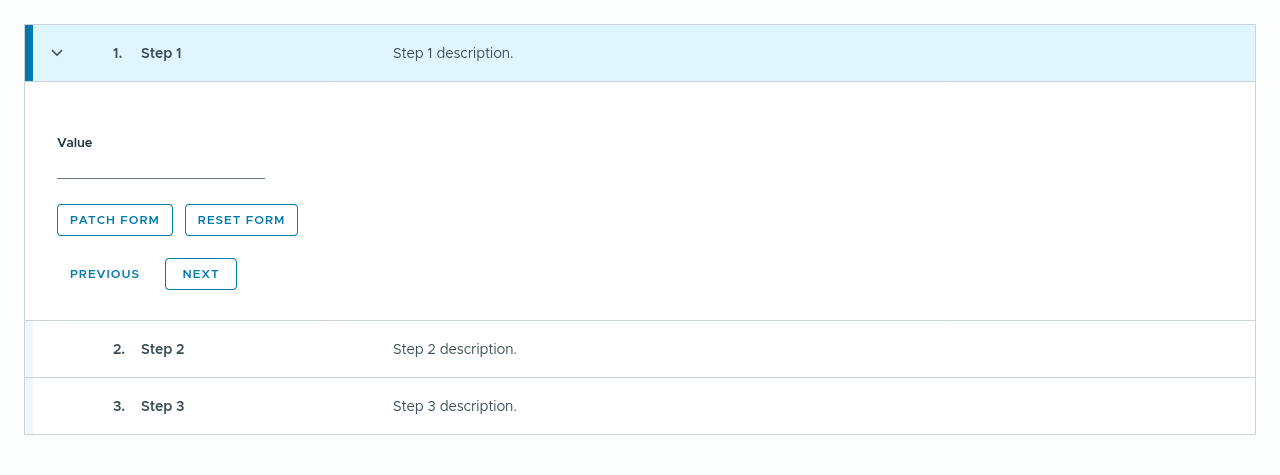 1. Step 1 Step 1 description.
Value
PATCH FORM RESET FORM
PREVIOUS NEXT
2. Step 2 Step 2 description.
3. Step 3 Step 3 description.